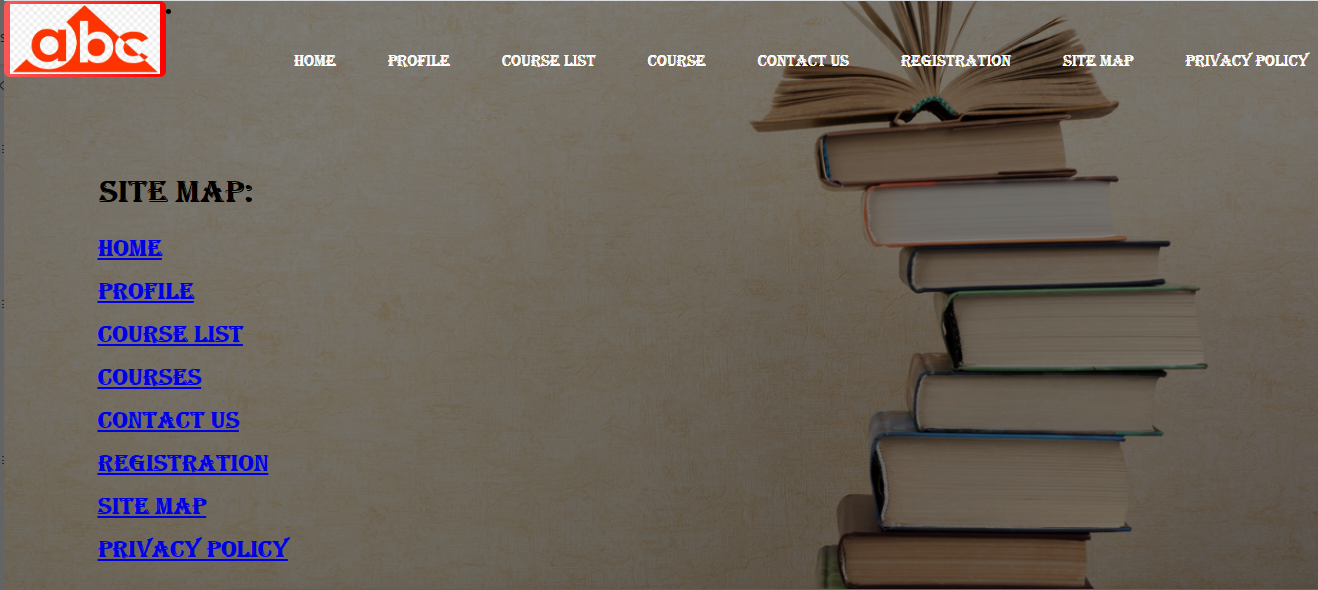 abc
HOME PROFILE COURSE LIST COURSE CONTACT US REGISTRATION SITE MAP PRIVACY POLICY
SITE MAP:
HOME
PROFILE
COURSE LIST
COURSES
CONTACT US
REGISTRATION
SITE MAP
PRIVACY POLICY